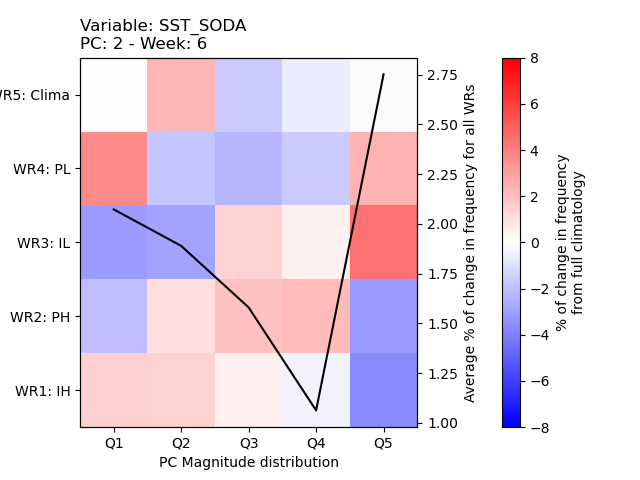 Variable: SST_SODA
PC: 2 - Week: 6
WR5: Clima
WR4: PL
WR3: IL
WR2: PH
WR1: IH
Q1 Q2 Q3 Q4 Q5
PC Magnitude distribution
2.75
2.50
2.25
2.00
1.75
1.50
1.25
1.00
Average % of change in frequency for all WRs
8
6
4
2
0
−2
−4
−6
−8
% of change in frequency
from full climatology